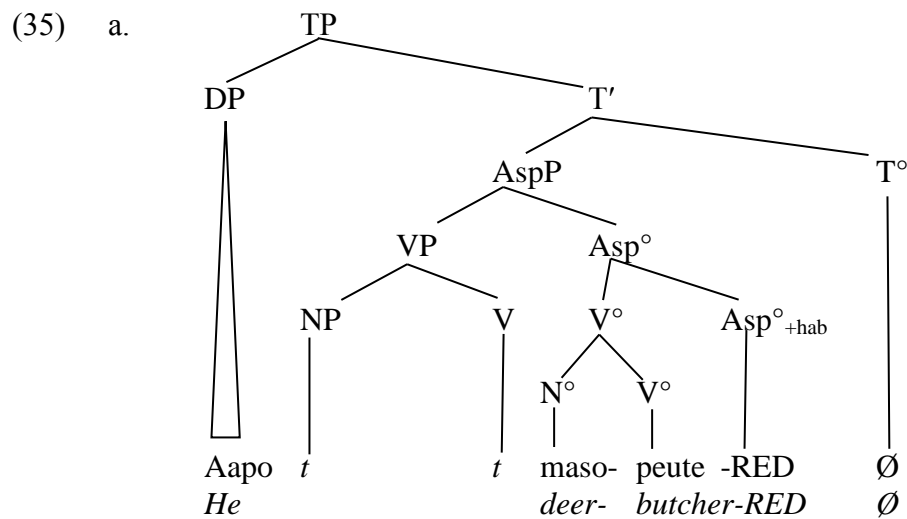 (35) a. TP
DP T′
AspP T°
VP Asp°
NP V V° Asp°+hab
N° V°
Aapo t t maso- peute -RED Ø
He deer- butcher-RED Ø